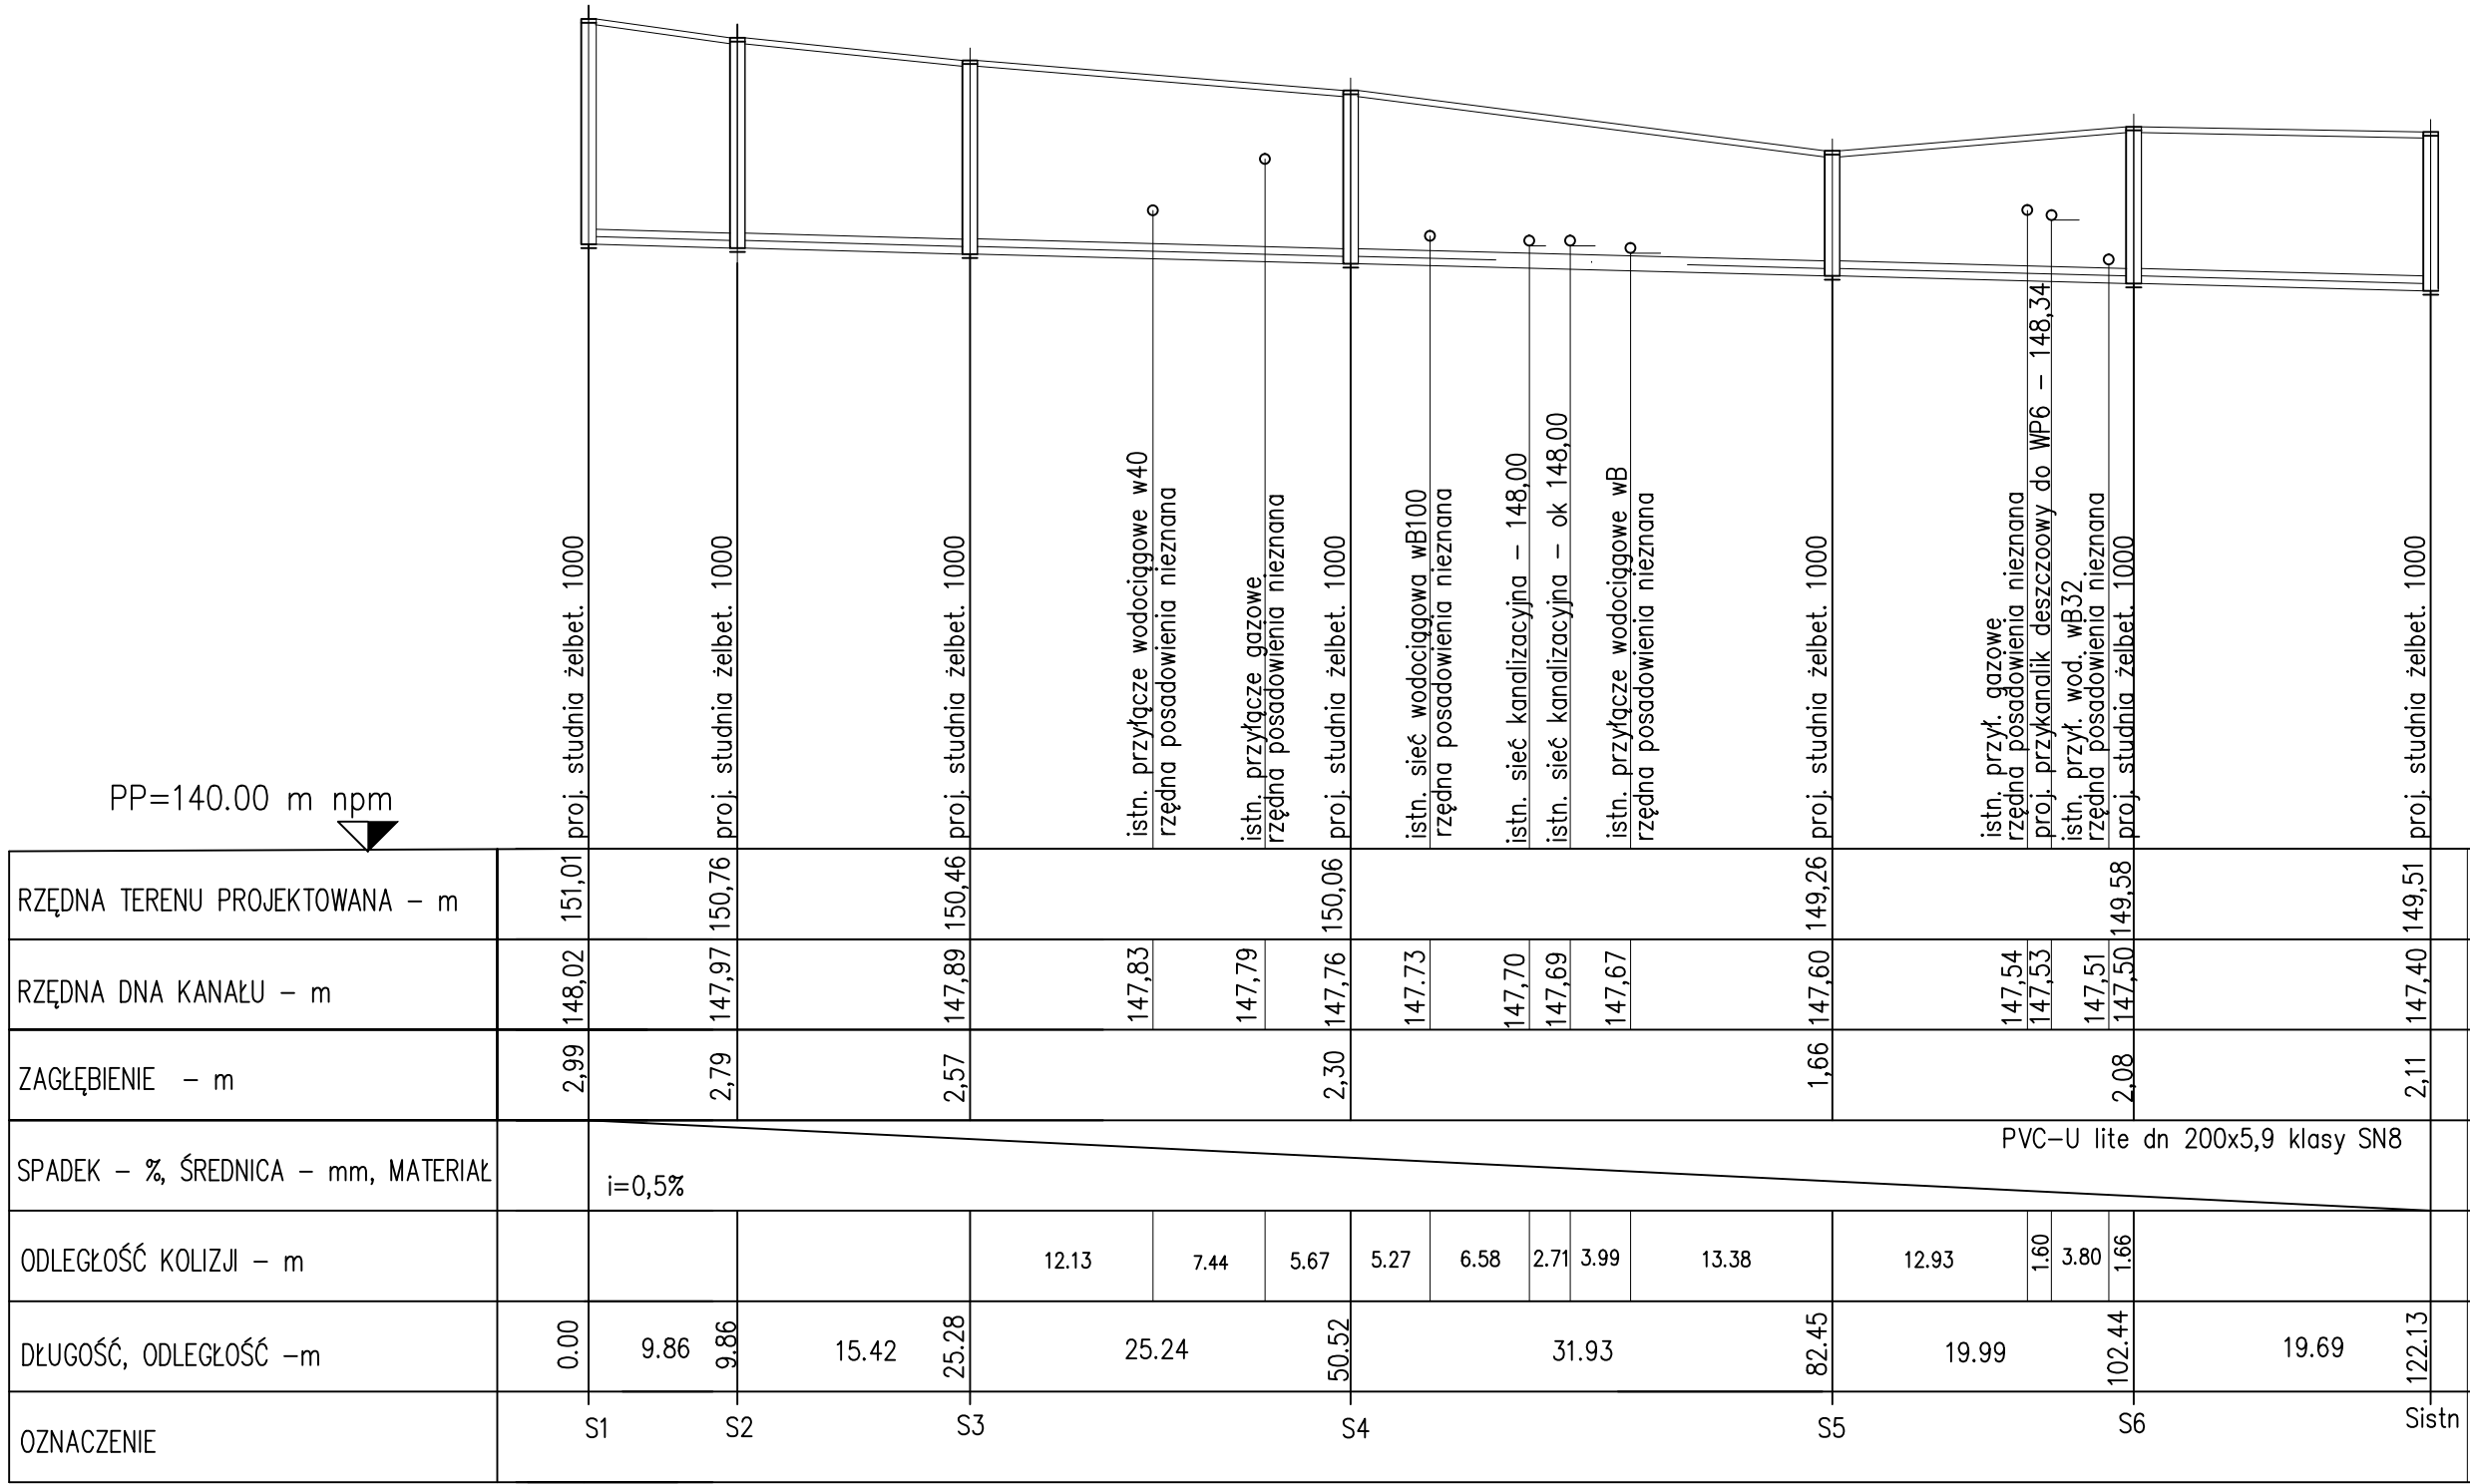 proj. studnia żelbet. 1000
proj. studnia żelbet. 1000
proj. studnia żelbet. 1000
istn. przyłącze wodociągowe w40
rzędna posadowienia nieznana
istn. przyłącze gazowe
rzędna posadowienia nieznana
proj. studnia żelbet. 1000
istn. sieć wodociągowa wB100
rzędna posadowienia nieznana
istn. sieć kanalizacyjna – 148,00
istn. sieć kanalizacyjna – ok 148,00
istn. przyłącze wodociągowe wB
rzędna posadowienia nieznana
proj. studnia żelbet. 1000
istn. przył. gazowe
rzędna posadowienia nieznana
proj. przykanalik deszczoowy do WP6 – 148,34
istn. przył. wod. wB32
rzędna posadowienia nieznana
proj. studnia żelbet. 1000
proj. studnia żelbet. 1000
PP=140.00 m npm
RZĘDNA TERENU PROJEKTOWANA – m 151,01 150,76 150,46 150,06 149,26 149,58 149,51
RZĘDNA DNA KANAŁU – m 148,02 147,97 147,89 147,83 147,79 147,76 147.73 147,70 147,69 147,67 147,60 147,54 147,53 147,51 147,50 147,40
ZAGŁĘBIENIE – m 2,99 2,79 2,57 2,30 1,66 2,08 2,11
SPADEK – %, ŚREDNICA – mm, MATERIAŁ i=0,5% PVC–U lite dn 200x5,9 klasy SN8
ODLEGŁOŚĆ KOLIZJI – m 12.13 7.44 5.67 5.27 6.58 2.71 3.99 13.38 12.93 1.60 3.80 1.66
DŁUGOŚĆ, ODLEGŁOŚĆ –m 0.00 9.86 9.86 15.42 25.28 25.24 50.52 31.93 82.45 19.99 102.44 19.69 122.13
OZNACZENIE S1 S2 S3 S4 S5 S6 Sistn